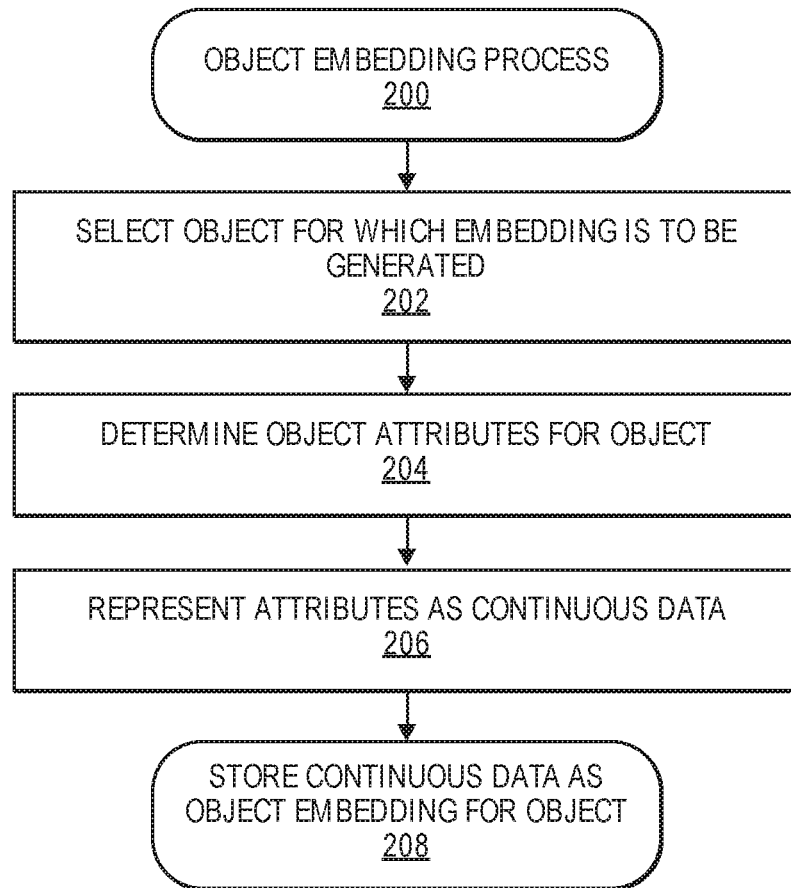 OBJECT EMBEDDING PROCESS
200
SELECT OBJECT FOR WHICH EMBEDDING IS TO BE
GENERATED
202
DETERMINE OBJECT ATTRIBUTES FOR OBJECT
204
REPRESENT ATTRIBUTES AS CONTINUOUS DATA
206
STORE CONTINUOUS DATA AS
OBJECT EMBEDDING FOR OBJECT
208